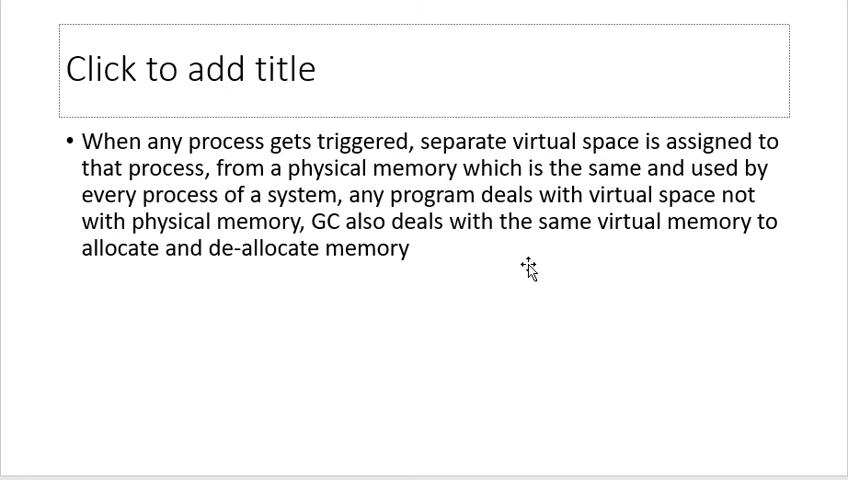 Click to add title
• When any process gets triggered, separate virtual space is assigned to
that process, from a physical memory which is the same and used by
every process of a system, any program deals with virtual space not
with physical memory, GC also deals with the same virtual memory to
allocate and de-allocate memory